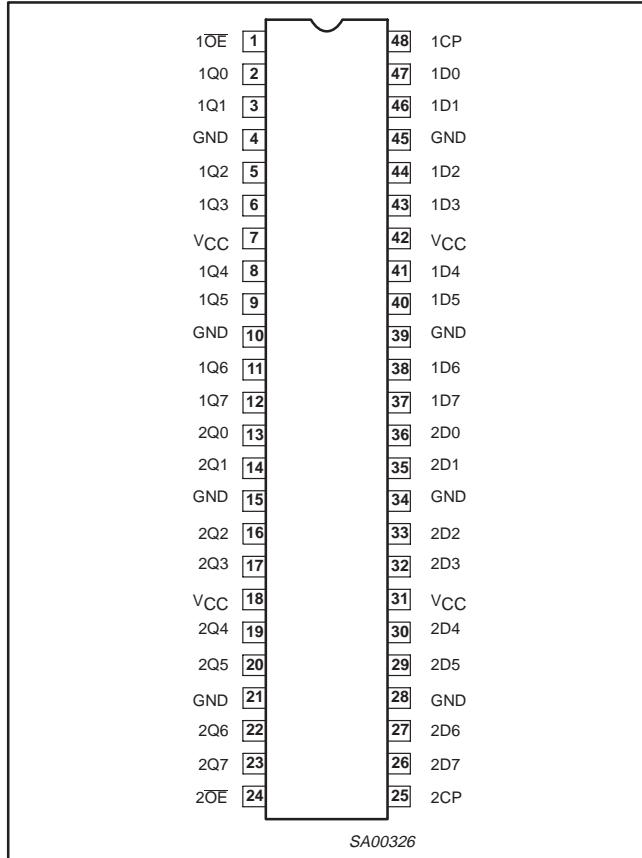 1O̅E̅ 1 48 1CP
1Q0 2 47 1D0
1Q1 3 46 1D1
GND 4 45 GND
1Q2 5 44 1D2
1Q3 6 43 1D3
VCC 7 42 VCC
1Q4 8 41 1D4
1Q5 9 40 1D5
GND 10 39 GND
1Q6 11 38 1D6
1Q7 12 37 1D7
2Q0 13 36 2D0
2Q1 14 35 2D1
GND 15 34 GND
2Q2 16 33 2D2
2Q3 17 32 2D3
VCC 18 31 VCC
2Q4 19 30 2D4
2Q5 20 29 2D5
GND 21 28 GND
2Q6 22 27 2D6
2Q7 23 26 2D7
2O̅E̅ 24 25 2CP
SA00326